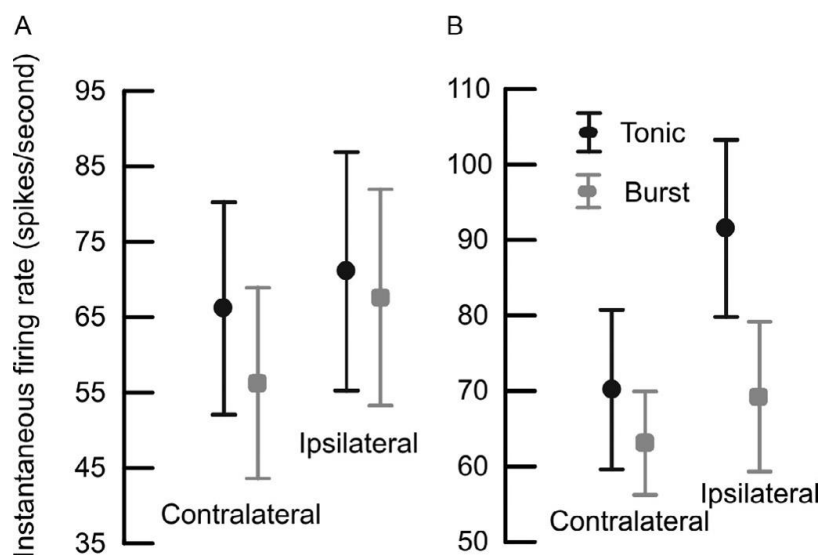 A
Instantaneous firing rate (spikes/second)
95
85
75
65
55
45
35
Ipsilateral
Contralateral
B
110
100
90
80
70
60
50
Tonic
Burst
Ipsilateral
Contralateral